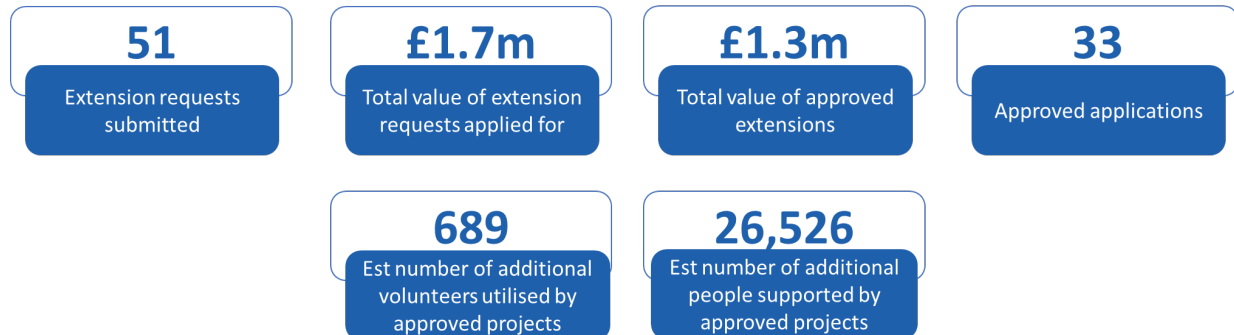 51
Extension requests
submitted
£1.7m
Total value of extension
requests applied for
£1.3m
Total value of approved
extensions
33
Approved applications
689
Est number of additional
volunteers utilised by
approved projects
26,526
Est number of additional
people supported by
approved projects